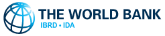 THE WORLD BANK
IBRD • IDA